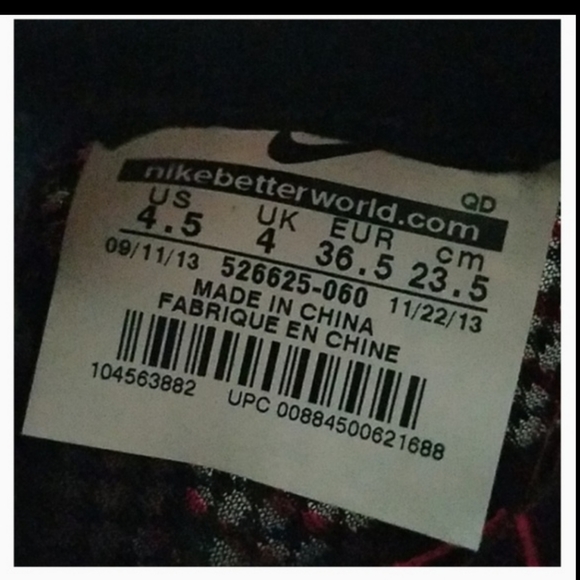 QD
nikebetterworld.com
US UK EUR cm
4.5 4 36.5 23.5
09/11/13 526625-060 11/22/13
MADE IN CHINA
FABRIQUE EN CHINE
104563882 UPC 00884500621688